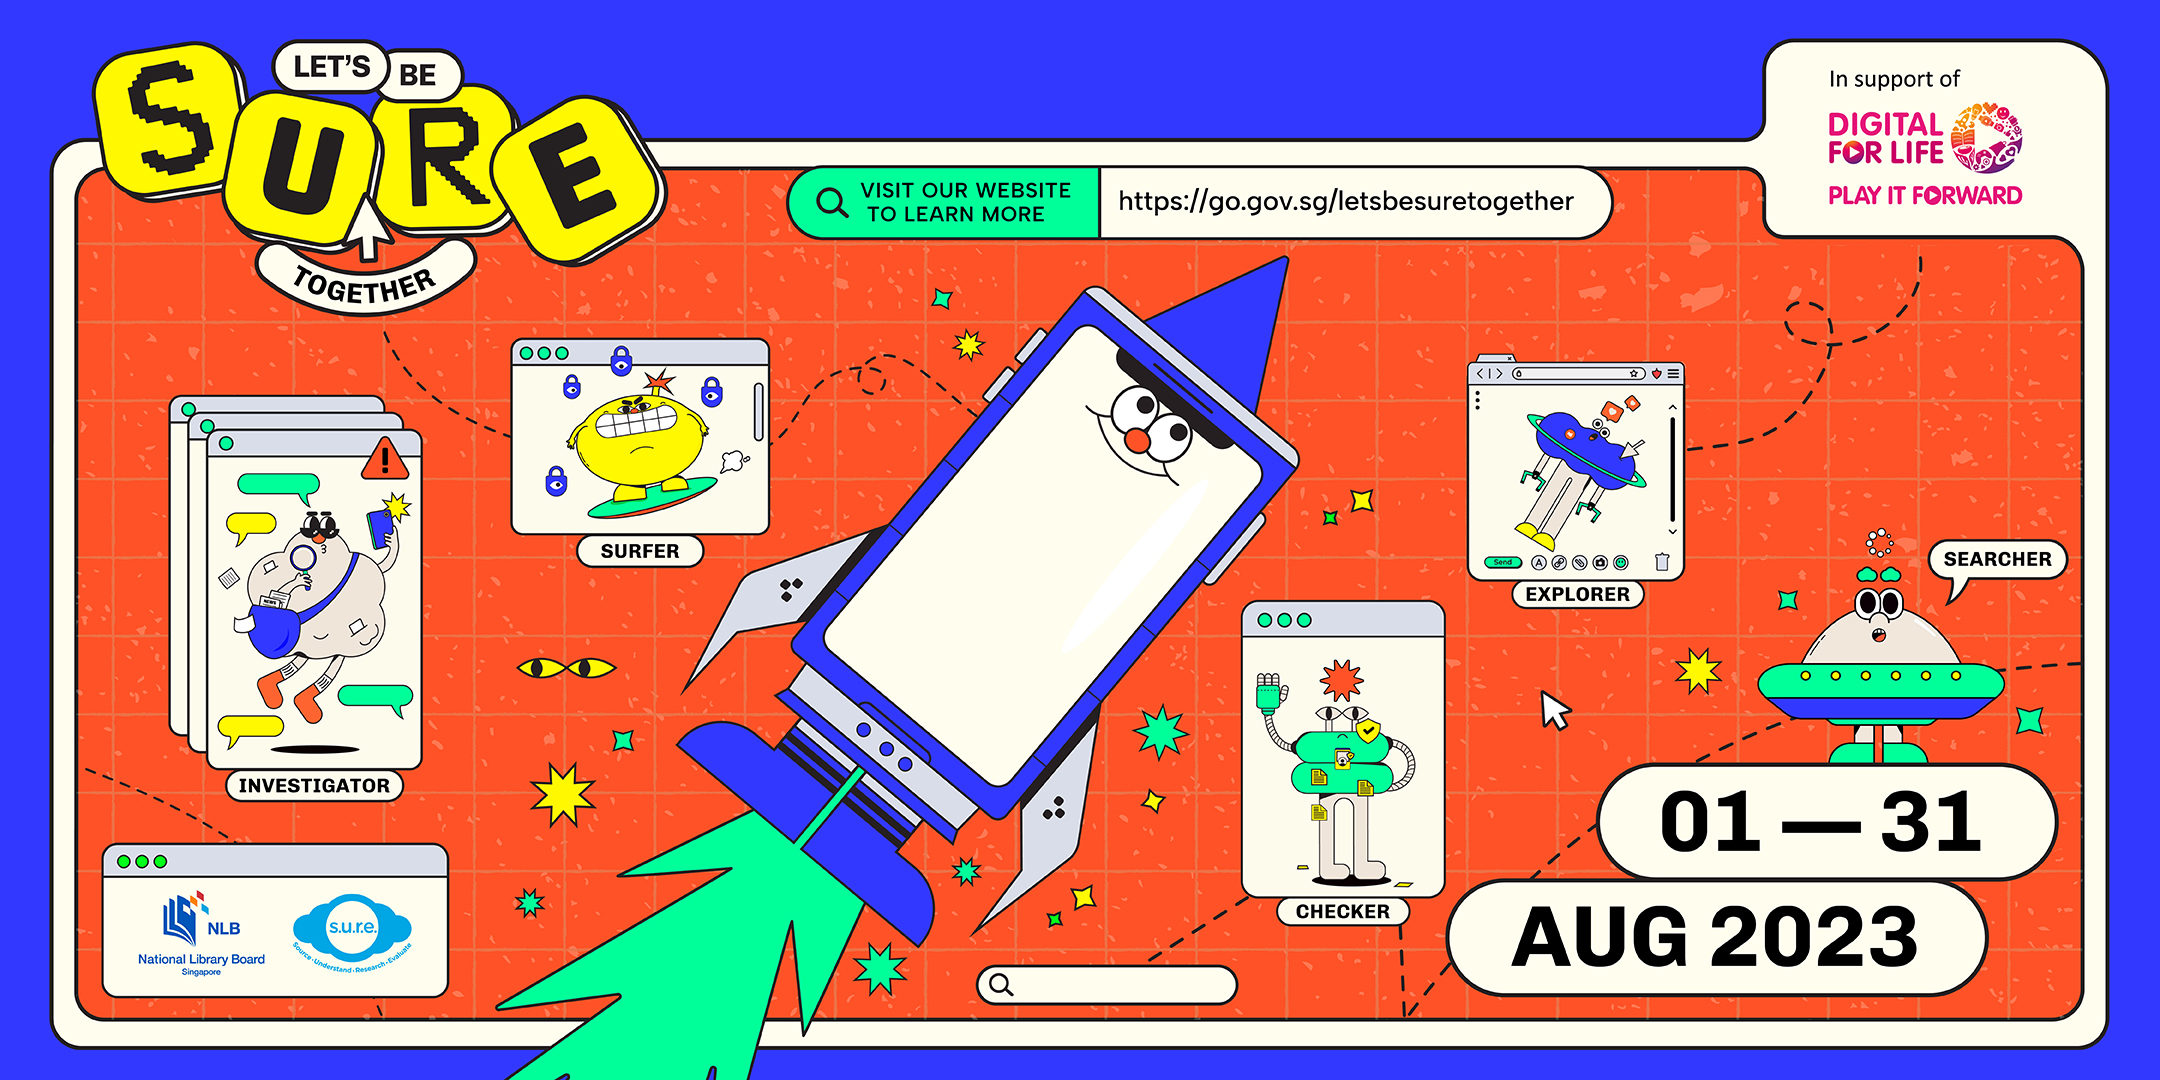 LET'S BE
SURE
TOGETHER
VISIT OUR WEBSITE
TO LEARN MORE
https://go.gov.sg/letsbesuretogether
In support of
DIGITAL
FOR LIFE
PLAY IT FORWARD
SURFER
INVESTIGATOR
NEWS
Send
A
EXPLORER
SEARCHER
CHECKER
01 — 31
AUG 2023
NLB
National Library Board
Singapore
s.u.r.e.
Source · Understand · Research · Evaluate